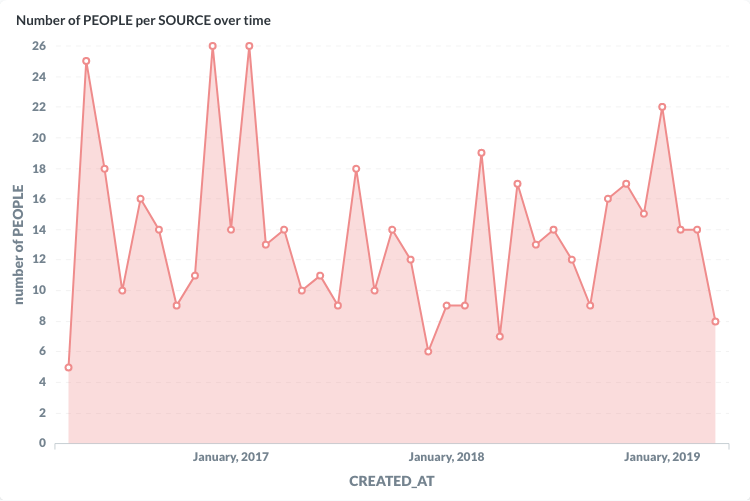 Number of PEOPLE per SOURCE over time
26
24
22
20
18
16
14
12
10
8
6
4
2
0
number of PEOPLE
January, 2017
January, 2018
January, 2019
CREATED_AT